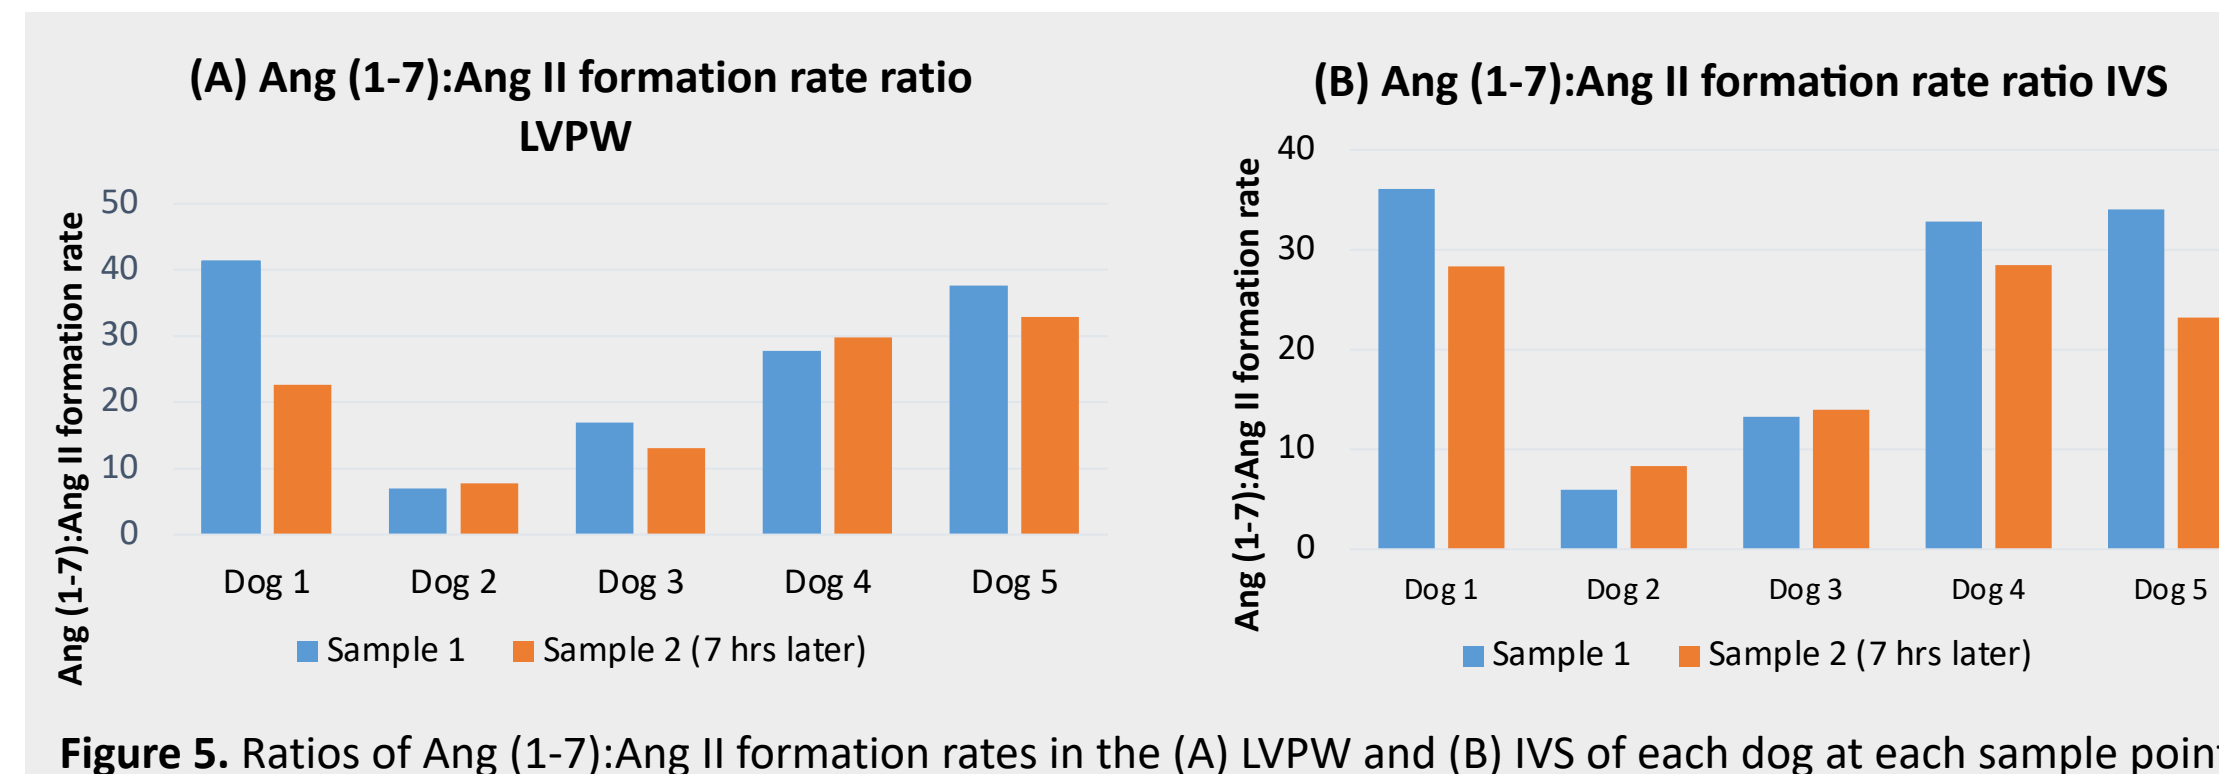 (A) Ang (1-7):Ang II formation rate ratio
LVPW
Ang (1-7):Ang II formation rate
50
40
30
20
10
0
Dog 1 Dog 2 Dog 3 Dog 4 Dog 5
Sample 1 Sample 2 (7 hrs later)
(B) Ang (1-7):Ang II formation rate ratio IVS
Ang (1-7):Ang II formation rate
40
30
20
10
0
Dog 1 Dog 2 Dog 3 Dog 4 Dog 5
Sample 1 Sample 2 (7 hrs later)
Figure 5. Ratios of Ang (1-7):Ang II formation rates in the (A) LVPW and (B) IVS of each dog at each sample point